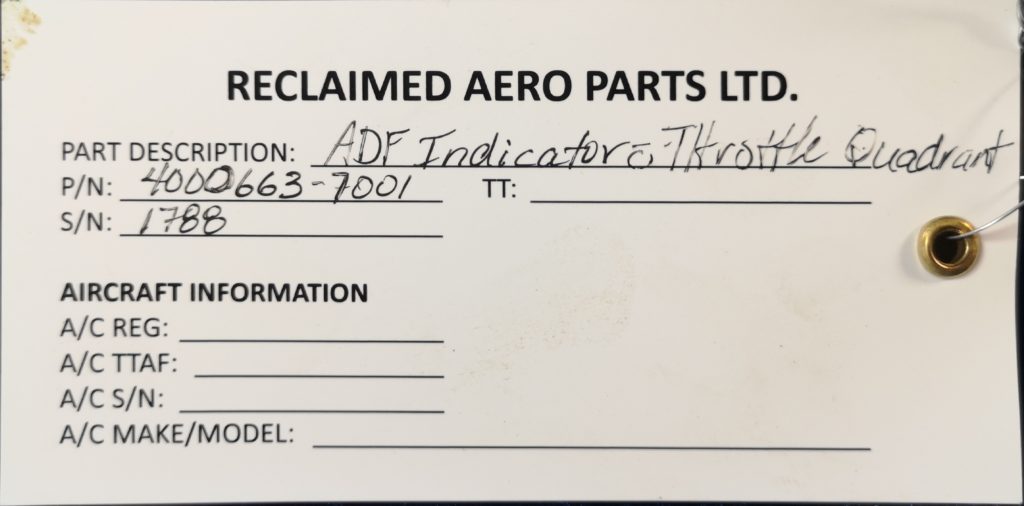 RECLAIMED AERO PARTS LTD.
PART DESCRIPTION: ADF Indicator Throttle Quadrant
P/N: 4000663-7001 TT:
S/N: 1788
AIRCRAFT INFORMATION
A/C REG:
A/C TTAF:
A/C S/N:
A/C MAKE/MODEL: